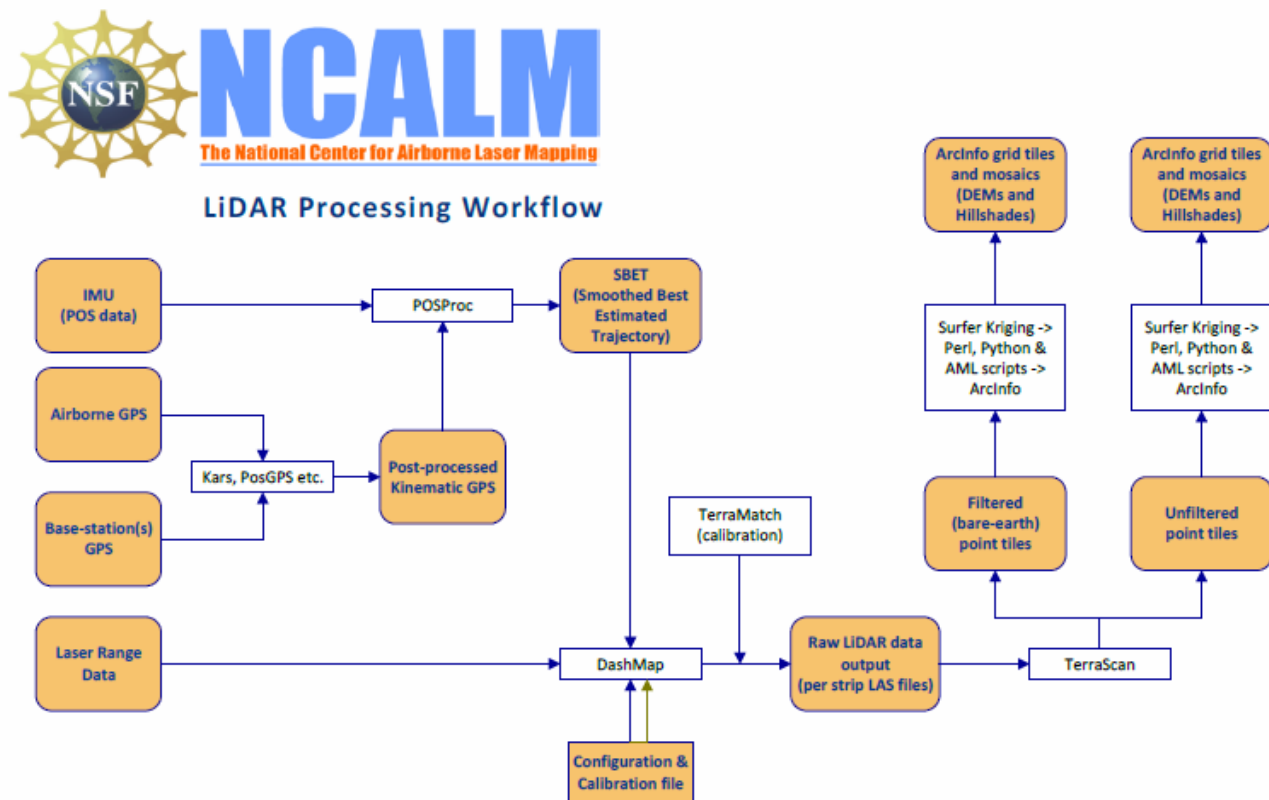 NSF
NCALM
The National Center for Airborne Laser Mapping
LiDAR Processing Workflow
IMU
(POS data)
POSProc
SBET
(Smoothed Best
Estimated
Trajectory)
Airborne GPS
Kars, PosGPS etc.
Post-processed
Kinematic GPS
Base-station(s)
GPS
Laser Range
Data
DashMap
Configuration &
Calibration file
TerraMatch
(calibration)
Raw LiDAR data
output
(per strip LAS files)
TerraScan
Filtered
(bare-earth)
point tiles
Unfiltered
point tiles
Surfer Kriging ->
Perl, Python &
AML scripts ->
ArcInfo
Surfer Kriging ->
Perl, Python &
AML scripts ->
ArcInfo
ArcInfo grid tiles
and mosaics
(DEMs and
Hillshades)
ArcInfo grid tiles
and mosaics
(DEMs and
Hillshades)